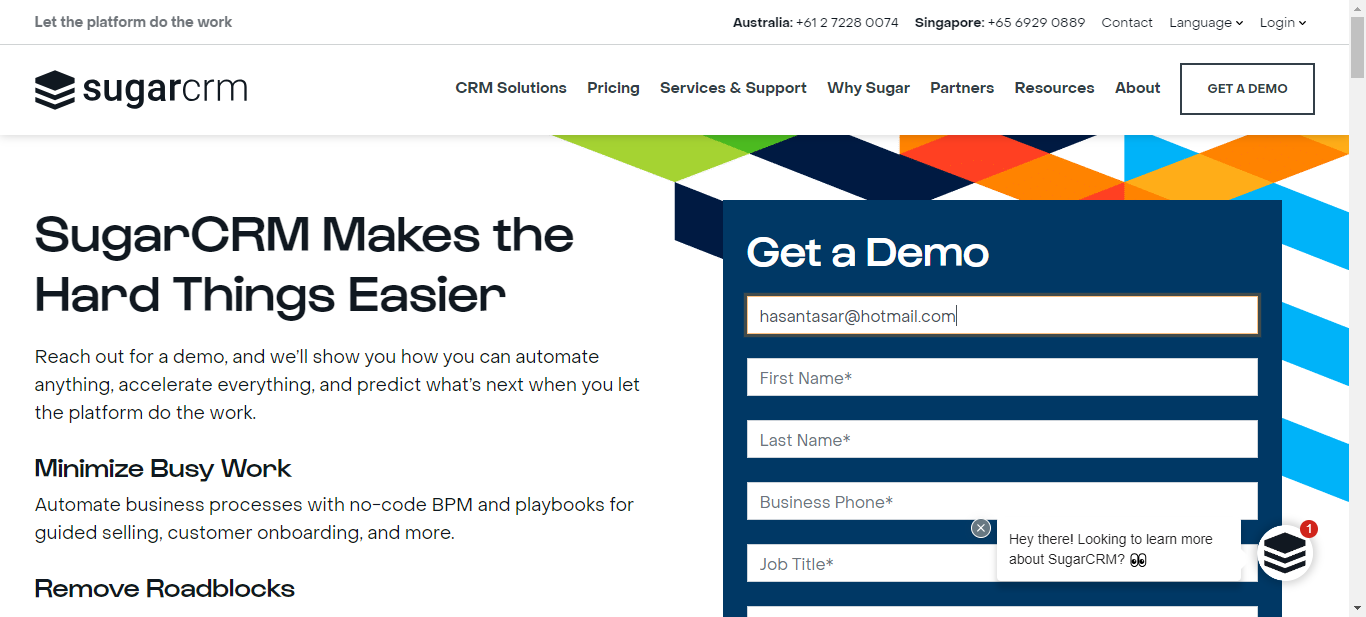 Let the platform do the work
Australia: +61 2 7228 0074 Singapore: +65 6929 0889 Contact Language Login
sugarcrm
CRM Solutions Pricing Services & Support Why Sugar Partners Resources About GET A DEMO
SugarCRM Makes the
Hard Things Easier
Reach out for a demo, and we’ll show you how you can automate
anything, accelerate everything, and predict what’s next when you let
the platform do the work.
Minimize Busy Work
Automate business processes with no-code BPM and playbooks for
guided selling, customer onboarding, and more.
Remove Roadblocks
Get a Demo
hasantasar@hotmail.com
First Name*
Last Name*
Business Phone*
Job Title*
Hey there! Looking to learn more
about SugarCRM? 👀
1